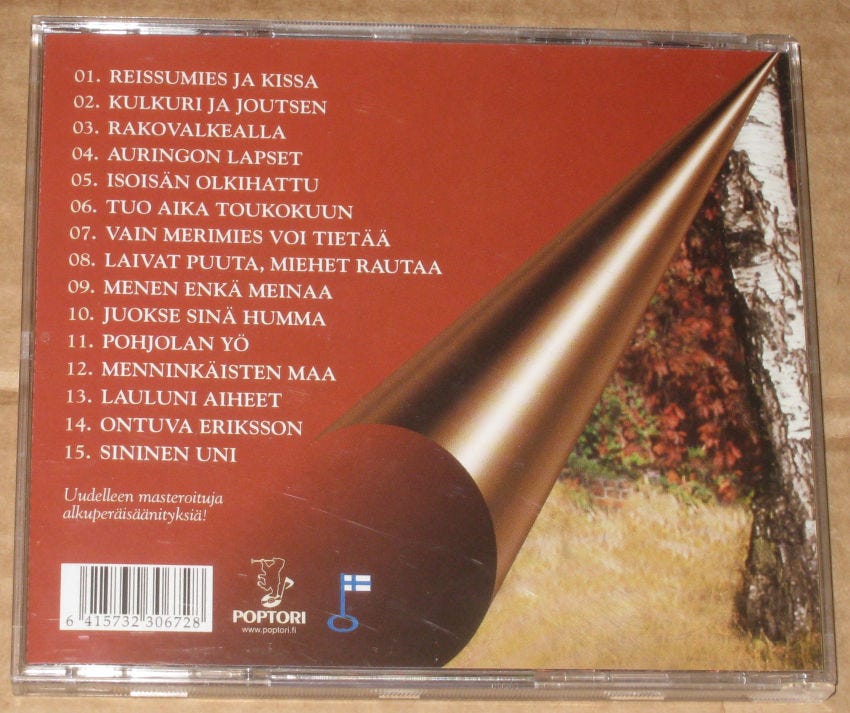 01. REISSUMIES JA KISSA
02. KULKURI JA JOUTSEN
03. RAKOVALKEALLA
04. AURINGON LAPSET
05. ISOISÄN OLKIHATTU
06. TUO AIKA TOUKOKUUN
07. VAIN MERIMIES VOI TIETÄÄ
08. LAIVAT PUUTA, MIEHET RAUTAA
09. MENEN ENKÄ MEINAA
10. JUOKSE SINÄ HUMMA
11. POHJOLAN YÖ
12. MENNINKÄISTEN MAA
13. LAULUNI AIHEET
14. ONTUVA ERIKSSON
15. SININEN UNI
Uudelleen masteroituja
alkuperäisäänityksiä!
6 415732 306728
POPTORI
www.poptori.fi